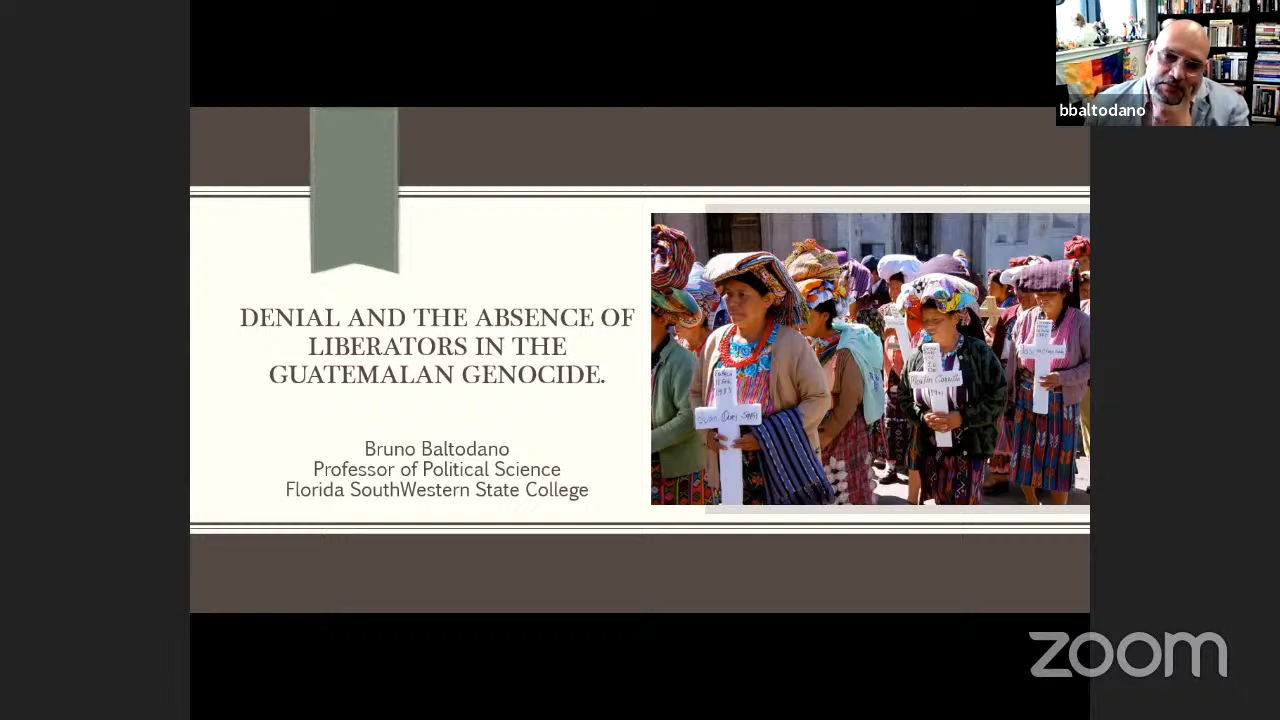 bbaltodano
DENIAL AND THE ABSENCE OF
LIBERATORS IN THE
GUATEMALAN GENOCIDE.
Bruno Baltodano
Professor of Political Science
Florida SouthWestern State College
zoom